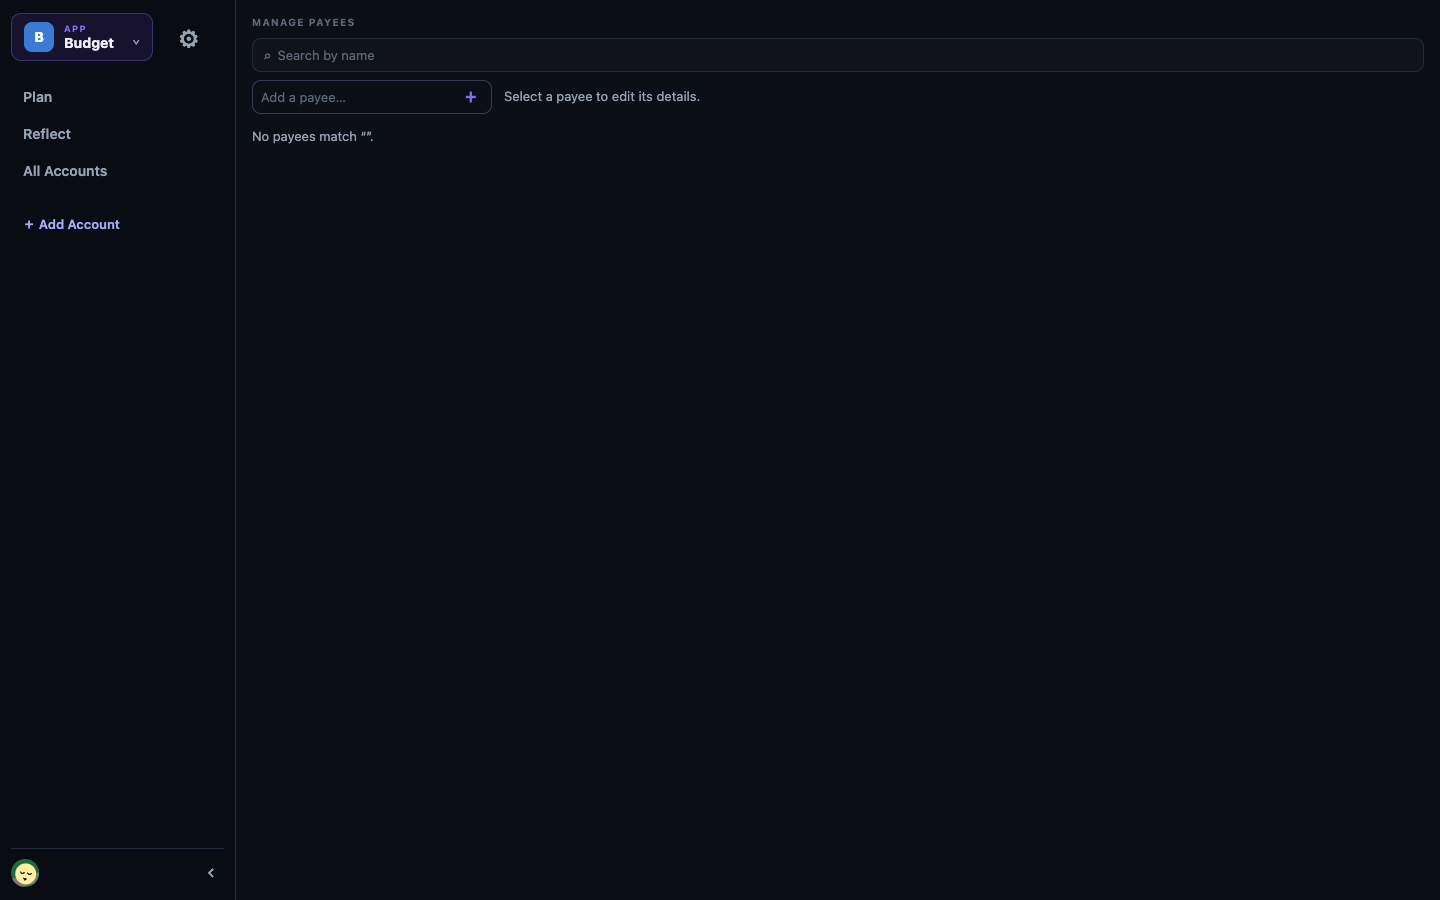 B
APP
Budget
Plan
Reflect
All Accounts
+ Add Account
MANAGE PAYEES
Search by name
Add a payee... +
Select a payee to edit its details.
No payees match "".